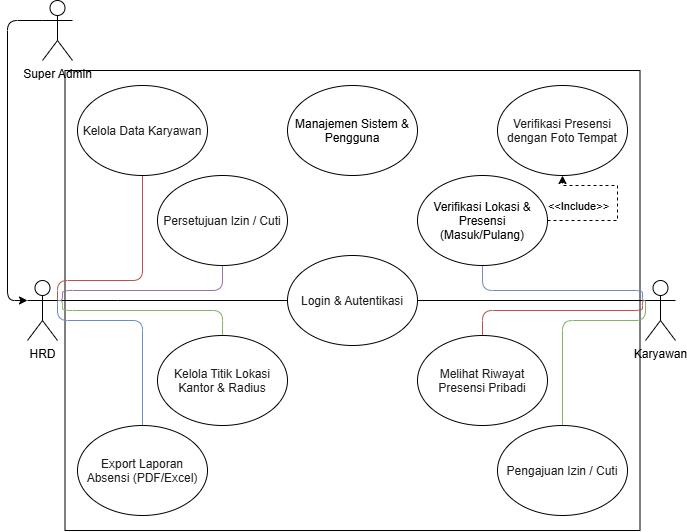 Super Admin
Kelola Data Karyawan
Manajemen Sistem &
Pengguna
Verifikasi Presensi
dengan Foto Tempat
Persetujuan Izin / Cuti
Verifikasi Lokasi &
Presensi
(Masuk/Pulang)
<<Include>>
Login & Autentikasi
HRD
Karyawan
Kelola Titik Lokasi
Kantor & Radius
Melihat Riwayat
Presensi Pribadi
Export Laporan
Absensi (PDF/Excel)
Pengajuan Izin / Cuti